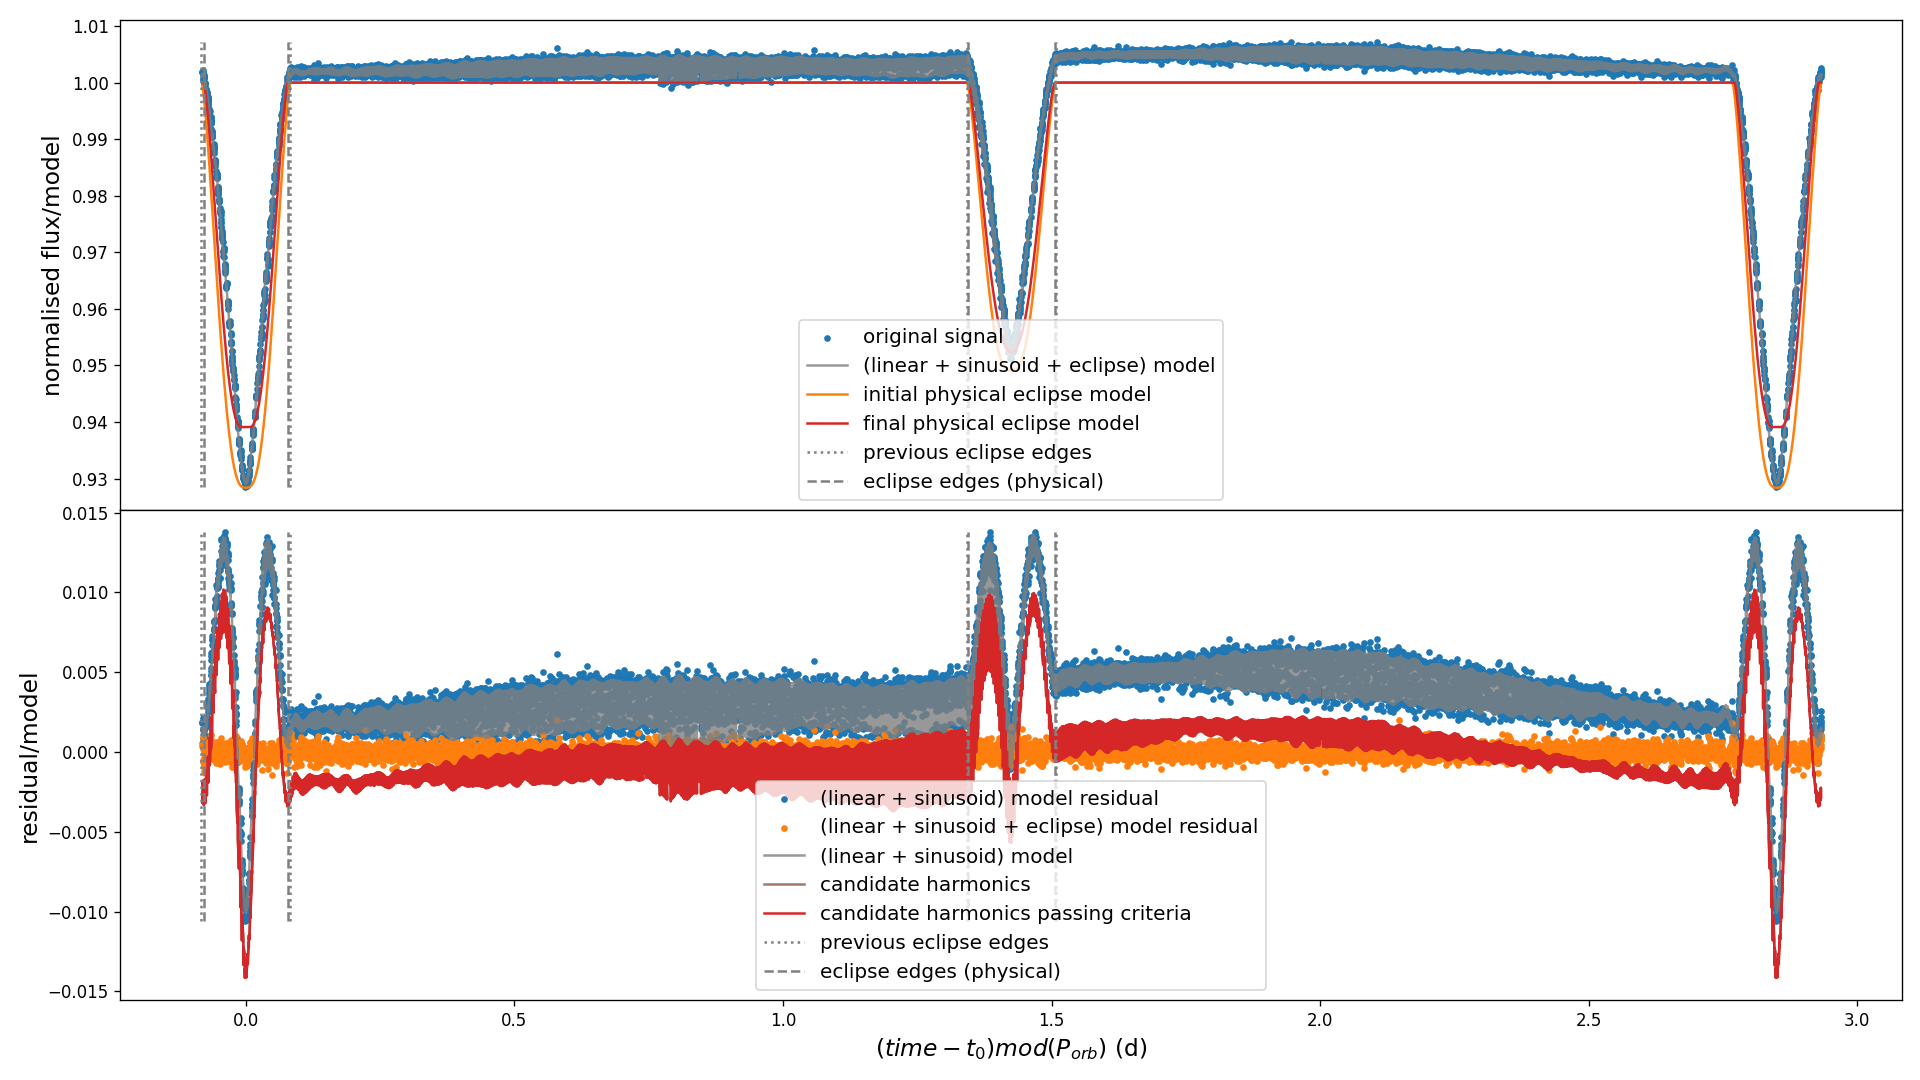 1.01
1.00
0.99
0.98
0.97
0.96
0.95
0.94
0.93
normalised flux/model
original signal
(linear + sinusoid + eclipse) model
initial physical eclipse model
final physical eclipse model
previous eclipse edges
eclipse edges (physical)
0.015
0.010
0.005
0.000
−0.005
−0.010
−0.015
residual/model
(linear + sinusoid) model residual
(linear + sinusoid + eclipse) model residual
(linear + sinusoid) model
candidate harmonics
candidate harmonics passing criteria
previous eclipse edges
eclipse edges (physical)
0.0 0.5 1.0 1.5 2.0 2.5 3.0
(time − t₀)mod(P_orb) (d)